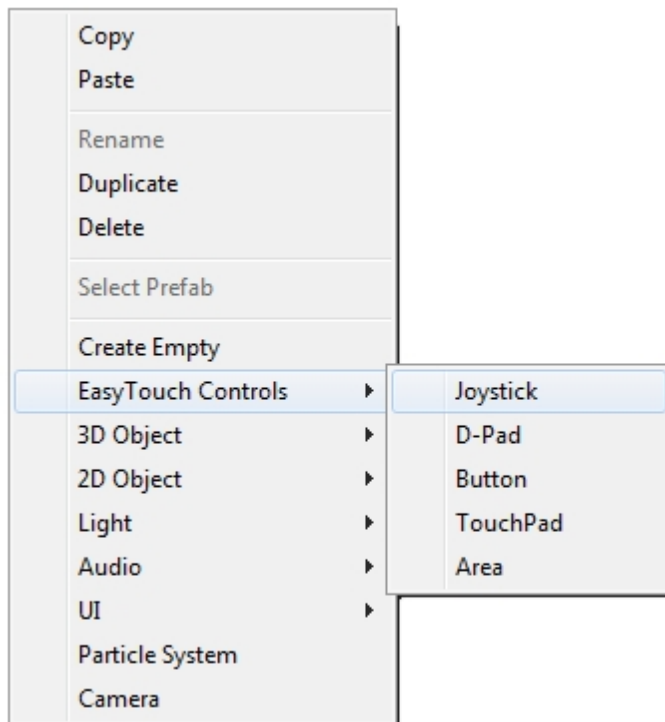 Copy
Paste
Rename
Duplicate
Delete
Select Prefab
Create Empty
EasyTouch Controls
3D Object
2D Object
Light
Audio
UI
Particle System
Camera
Joystick
D-Pad
Button
TouchPad
Area